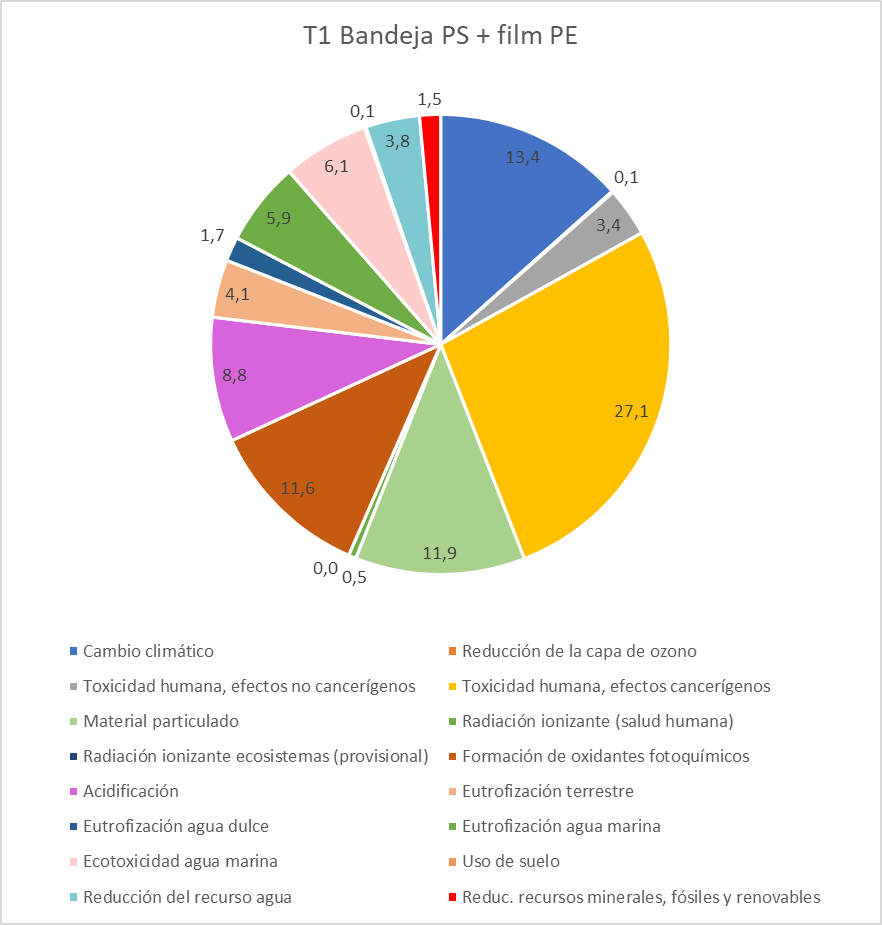 T1 Bandeja PS + film PE
13,4
0,1
3,4
27,1
11,9
0,5
0,0
11,6
8,8
4,1
1,7
5,9
6,1
0,1
3,8
1,5
Cambio climático
Reducción de la capa de ozono
Toxicidad humana, efectos no cancerígenos
Toxicidad humana, efectos cancerígenos
Material particulado
Radiación ionizante (salud humana)
Radiación ionizante ecosistemas (provisional)
Formación de oxidantes fotoquímicos
Acidificación
Eutrofización terrestre
Eutrofización agua dulce
Eutrofización agua marina
Ecotoxicidad agua marina
Uso de suelo
Reducción del recurso agua
Reduc. recursos minerales, fósiles y renovables